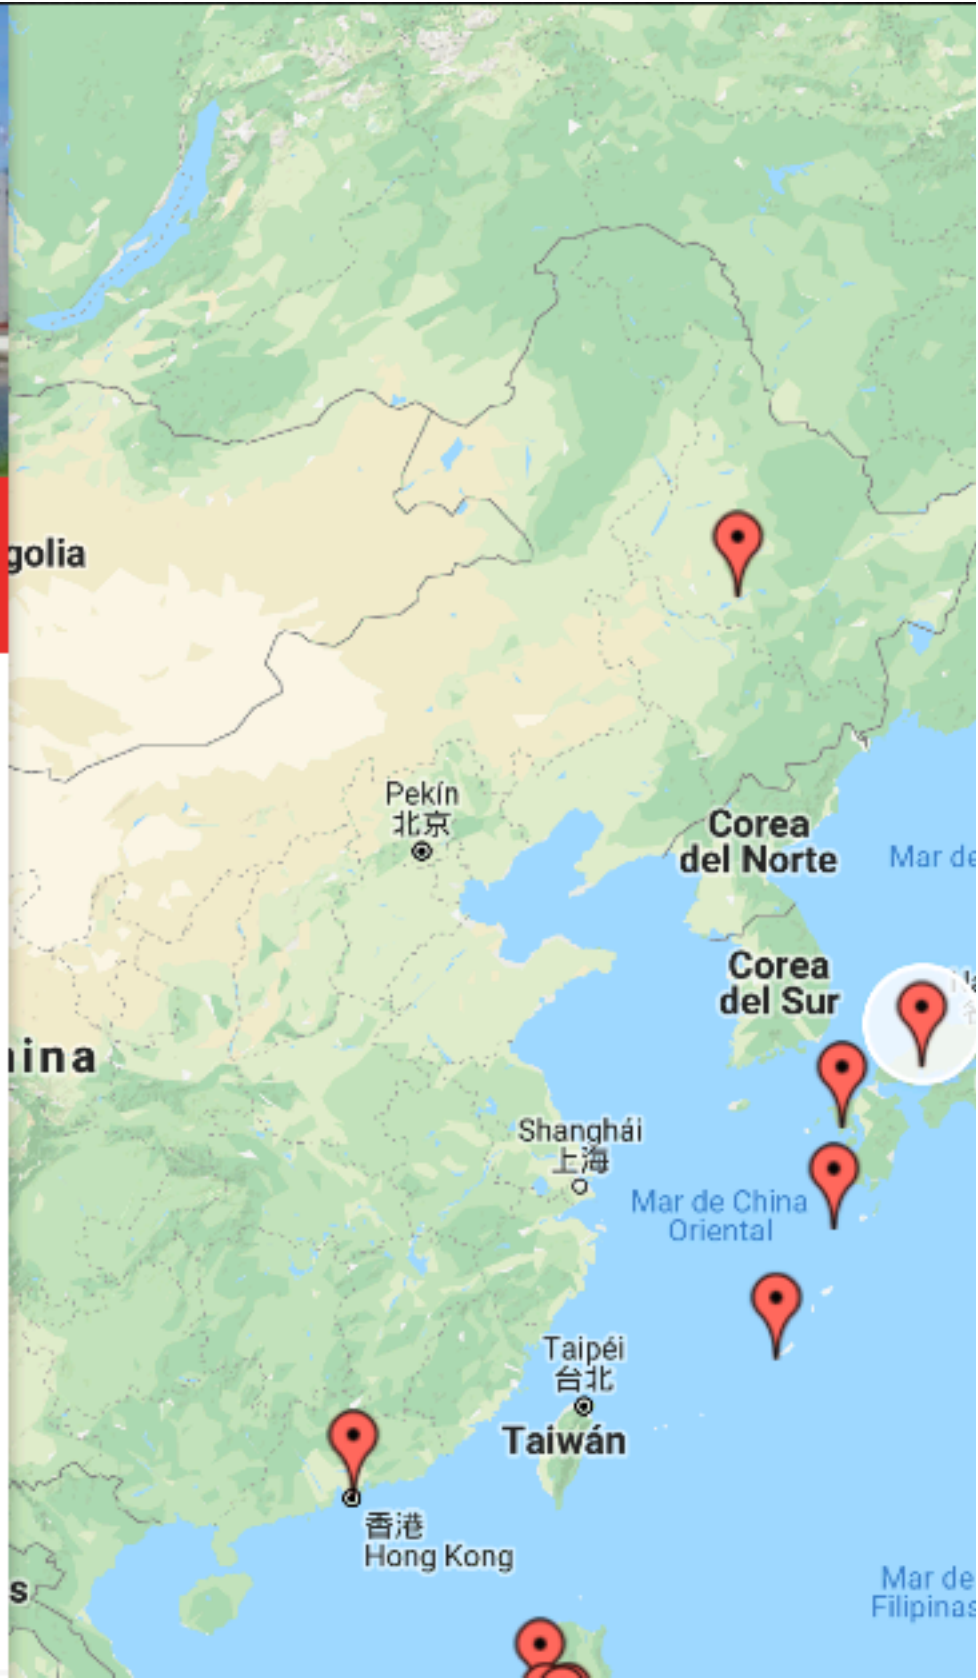 golia
Pekín
北京
Corea
del Norte
Mar de
Corea
del Sur
ina
Shanghái
上海
Mar de China
Oriental
Taipéi
台北
Taiwán
香港
Hong Kong
s
Mar de
Filipinas